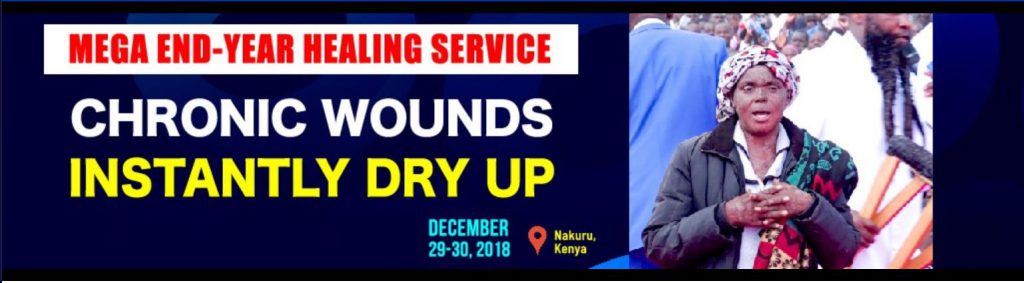 MEGA END-YEAR HEALING SERVICE
CHRONIC WOUNDS
INSTANTLY DRY UP
DECEMBER
29-30, 2018
Nakuru,
Kenya